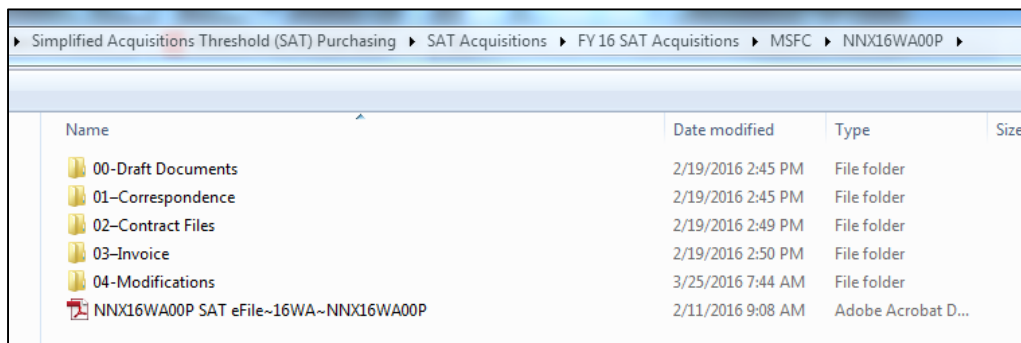 Simplified Acquisitions Threshold (SAT) Purchasing SAT Acquisitions FY 16 SAT Acquisitions MSFC NNX16WA00P
Name Date modified Type Size
00-Draft Documents 2/19/2016 2:45 PM File folder
01–Correspondence 2/19/2016 2:45 PM File folder
02–Contract Files 2/19/2016 2:49 PM File folder
03–Invoice 2/19/2016 2:50 PM File folder
04-Modifications 3/25/2016 7:44 AM File folder
NNX16WA00P SAT eFile~16WA~NNX16WA00P 2/11/2016 9:08 AM Adobe Acrobat D...